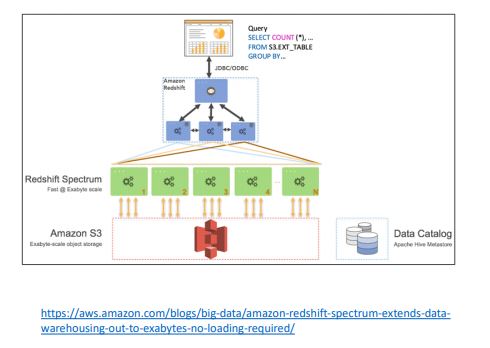 Query
SELECT COUNT (*), ...
FROM S3.EXT_TABLE
GROUP BY...
JDBC/ODBC
Amazon
Redshift
Redshift Spectrum
Fast @ Exabyte scale
1 2 3 4 ... N
Amazon S3
Exabyte-scale object storage
Data Catalog
Apache Hive Metastore
https://aws.amazon.com/blogs/big-data/amazon-redshift-spectrum-extends-data-
warehousing-out-to-exabytes-no-loading-required/